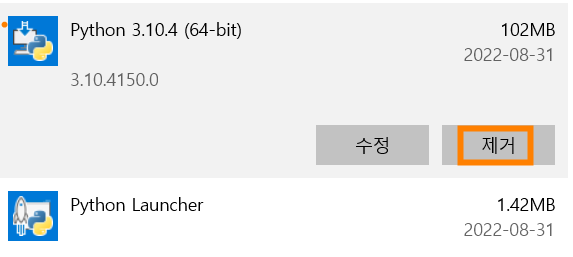 Python 3.10.4 (64-bit) 102MB
2022-08-31
3.10.4150.0
수정 제거
Python Launcher 1.42MB
2022-08-31